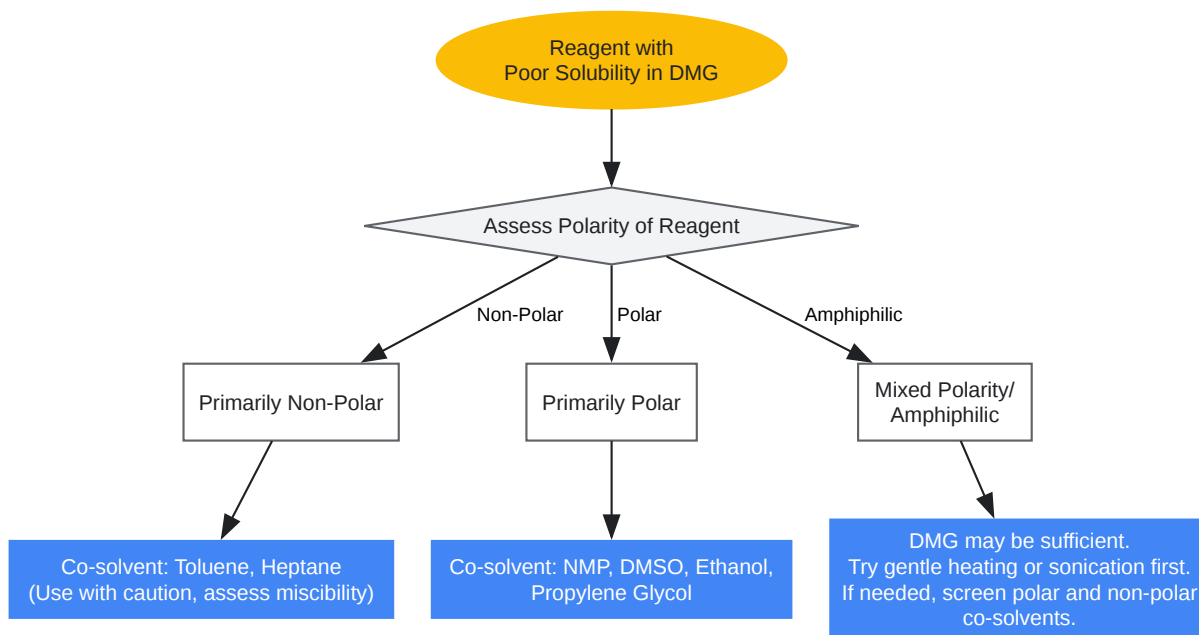 Reagent with
Poor Solubility in DMG
Assess Polarity of Reagent
Non-Polar
Polar
Amphiphilic
Primarily Non-Polar
Primarily Polar
Mixed Polarity/
Amphiphilic
Co-solvent: Toluene, Heptane
(Use with caution, assess miscibility)
Co-solvent: NMP, DMSO, Ethanol,
Propylene Glycol
DMG may be sufficient.
Try gentle heating or sonication first.
If needed, screen polar and non-polar
co-solvents.